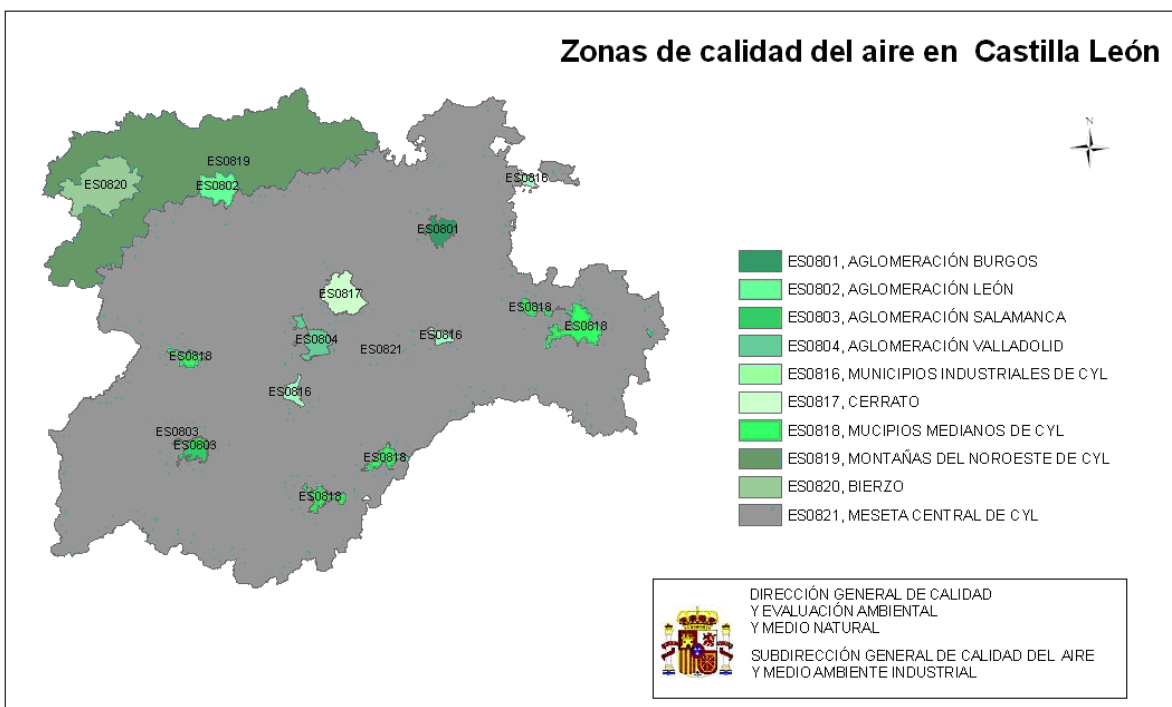 Zonas de calidad del aire en Castilla León
N
ES0819
ES0820
ES0802
ES0816
ES0801
ES0817
ES0818
ES0818
ES0816
ES0804
ES0821
ES0818
ES0816
ES0803
ES0803
ES0818
ES0818
ES0801, AGLOMERACIÓN BURGOS
ES0802, AGLOMERACIÓN LEÓN
ES0803, AGLOMERACIÓN SALAMANCA
ES0804, AGLOMERACIÓN VALLADOLID
ES0816, MUNICIPIOS INDUSTRIALES DE CYL
ES0817, CERRATO
ES0818, MUCIPIOS MEDIANOS DE CYL
ES0819, MONTAÑAS DEL NOROESTE DE CYL
ES0820, BIERZO
ES0821, MESETA CENTRAL DE CYL
DIRECCIÓN GENERAL DE CALIDAD
Y EVALUACIÓN AMBIENTAL
Y MEDIO NATURAL
SUBDIRECCIÓN GENERAL DE CALIDAD DEL AIRE
Y MEDIO AMBIENTE INDUSTRIAL